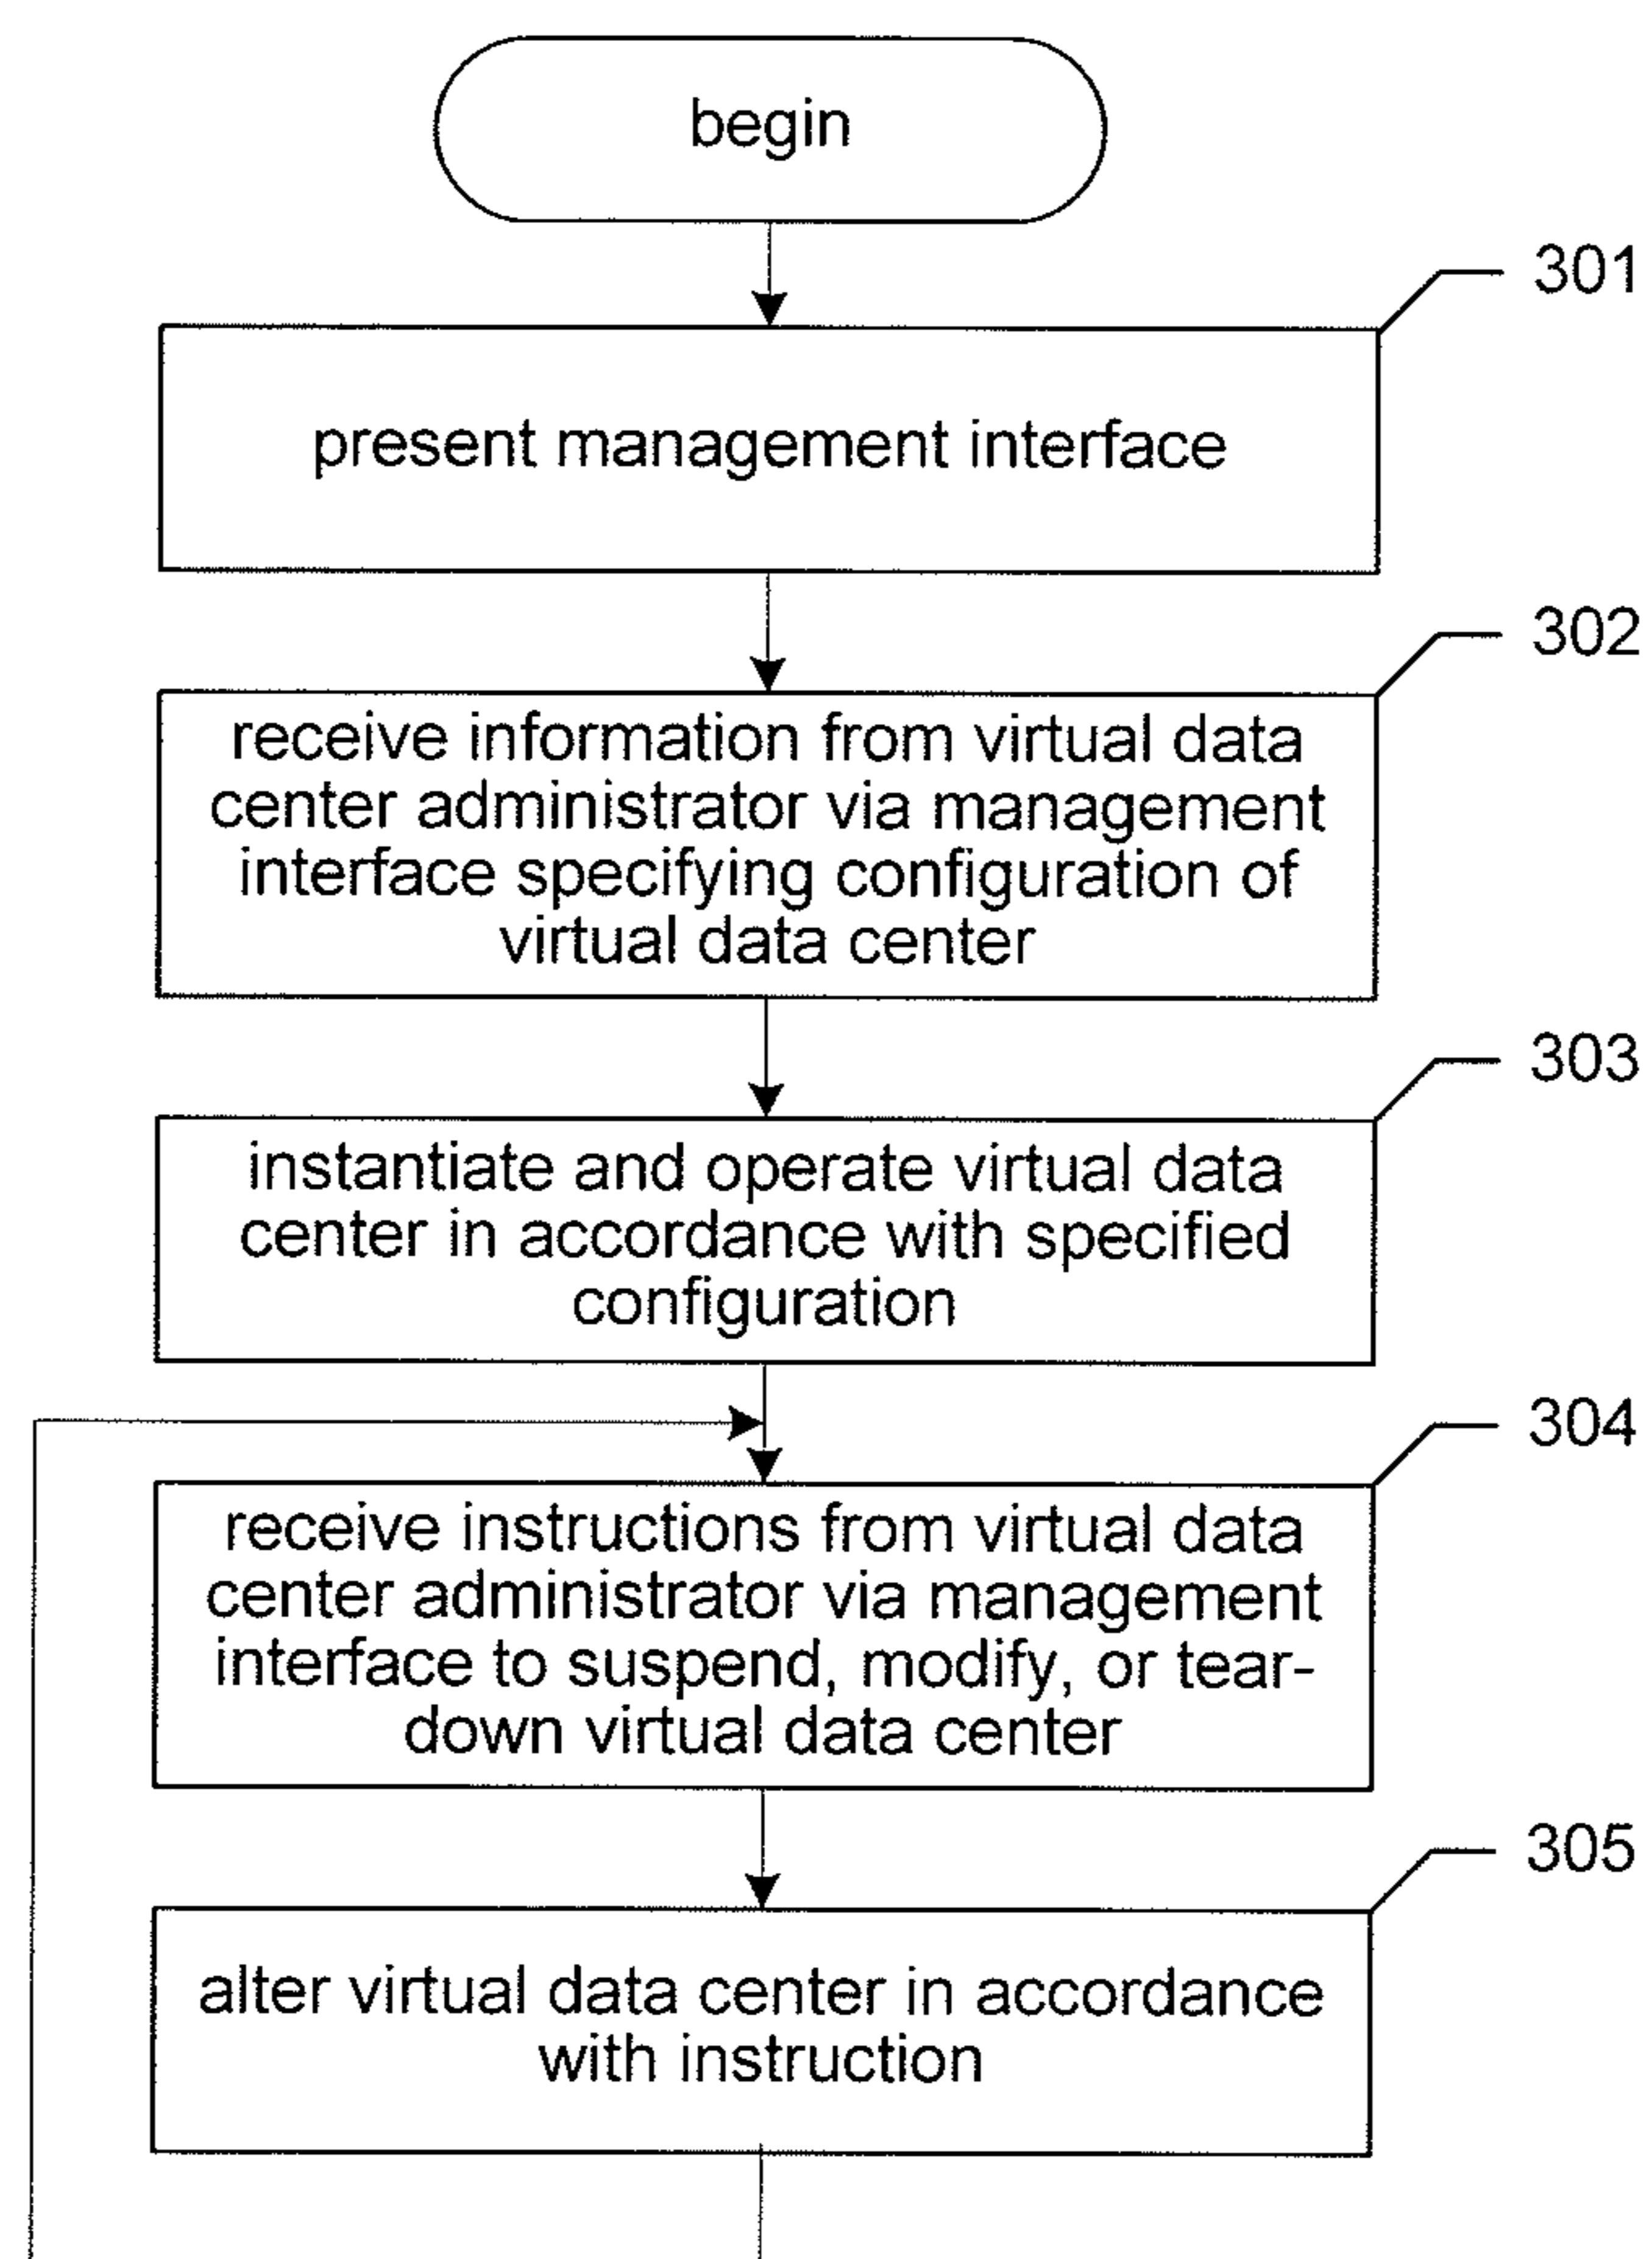 begin
301
present management interface
302
receive information from virtual data
center administrator via management
interface specifying configuration of
virtual data center
303
instantiate and operate virtual data
center in accordance with specified
configuration
304
receive instructions from virtual data
center administrator via management
interface to suspend, modify, or tear-
down virtual data center
305
alter virtual data center in accordance
with instruction